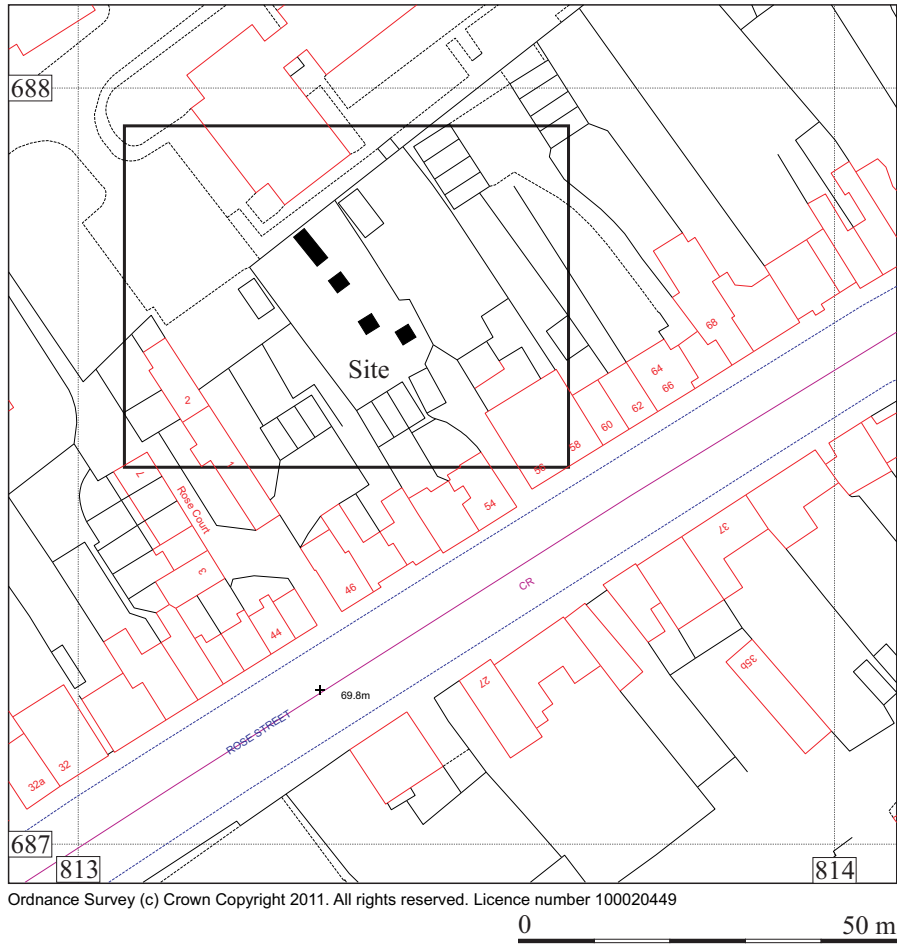 688
Site
68
64
66
62
60
58
56
54
2
1
7
Rose Court
3
46
44
CR
37
35b
27
69.8m
ROSE STREET
32
32a
687
813
814
Ordnance Survey (c) Crown Copyright 2011. All rights reserved. Licence number 100020449
0 50 m